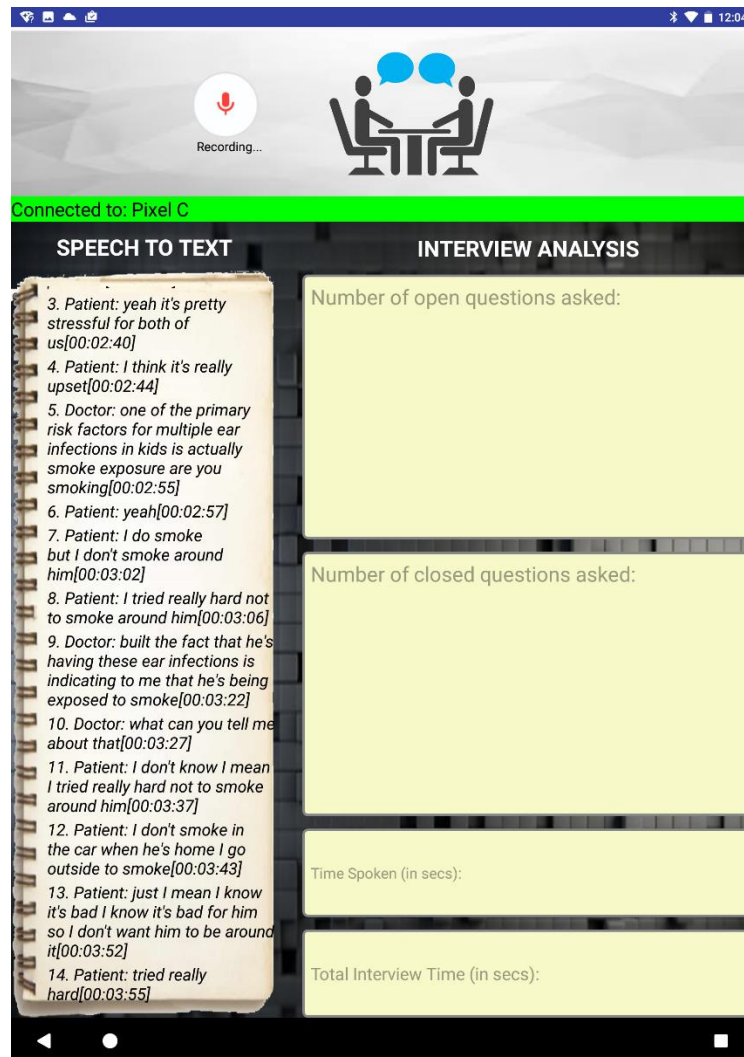 12:04
Recording...
Connected to: Pixel C
SPEECH TO TEXT
3. Patient: yeah it's pretty
stressful for both of
us[00:02:40]
4. Patient: I think it's really
upset[00:02:44]
5. Doctor: one of the primary
risk factors for multiple ear
infections in kids is actually
smoke exposure are you
smoking[00:02:55]
6. Patient: yeah[00:02:57]
7. Patient: I do smoke
but I don't smoke around
him[00:03:02]
8. Patient: I tried really hard not
to smoke around him[00:03:06]
9. Doctor: built the fact that he's
having these ear infections is
indicating to me that he's being
exposed to smoke[00:03:22]
10. Doctor: what can you tell me
about that[00:03:27]
11. Patient: I don't know I mean
I tried really hard not to smoke
around him[00:03:37]
12. Patient: I don't smoke in
the car when he's home I go
outside to smoke[00:03:43]
13. Patient: just I mean I know
it's bad I know it's bad for him
so I don't want him to be around
it[00:03:52]
14. Patient: tried really
hard[00:03:55]
INTERVIEW ANALYSIS
Number of open questions asked:
Number of closed questions asked:
Time Spoken (in secs):
Total Interview Time (in secs):